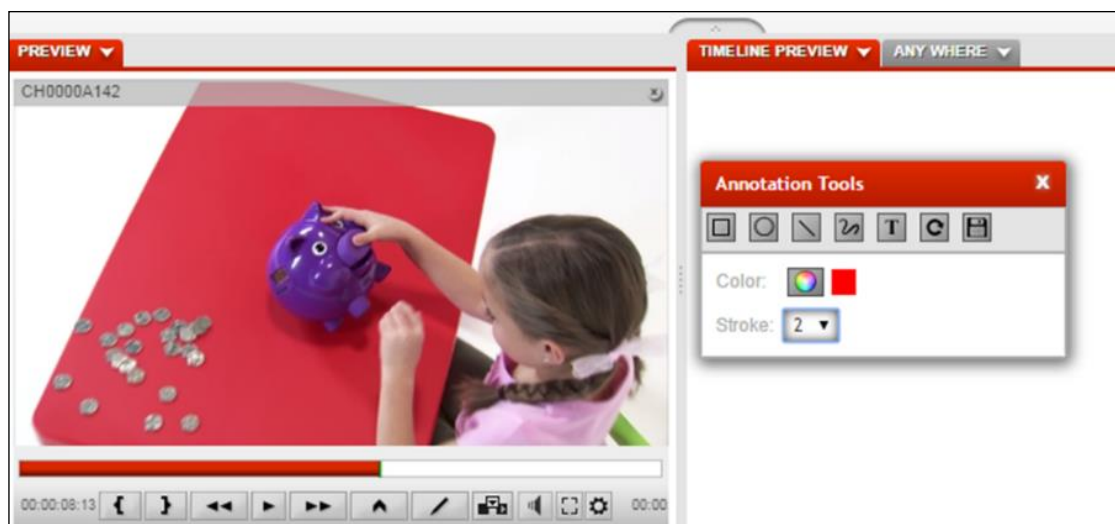 PREVIEW
TIMELINE PREVIEW
ANY WHERE
CH0000A142
Annotation Tools
X
T
Color:
Stroke: 2
00:00:08:13
00:00